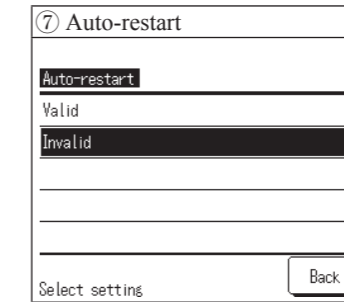 ⑦ Auto-restart
Auto-restart
Valid
Invalid
Select setting
Back